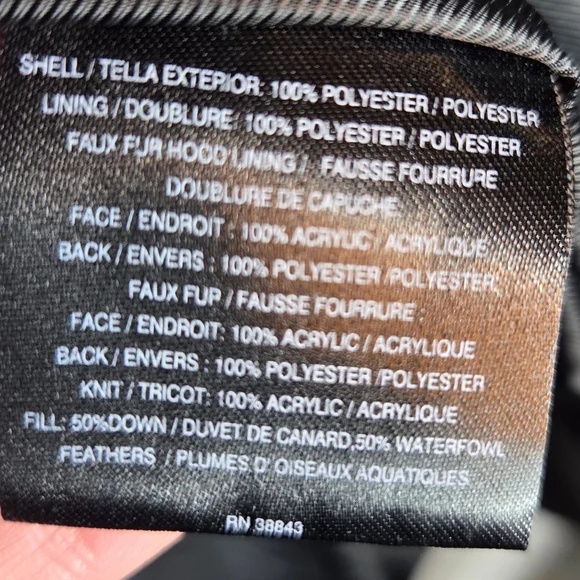 SHELL / TELLA EXTERIOR: 100% POLYESTER / POLYESTER
LINING / DOUBLURE: 100% POLYESTER / POLYESTER
FAUX FUR HOOD LINING / FAUSSE FOURRURE
DOUBLURE DE CAPUCHE
FACE / ENDROIT : 100% ACRYLIC / ACRYLIQUE
BACK / ENVERS : 100% POLYESTER /POLYESTER,
FAUX FUP / FAUSSE FOURRURE :
FACE / ENDROIT: 100% ACRYLIC / ACRYLIQUE
BACK / ENVERS : 100% POLYESTER /POLYESTER
KNIT / TRICOT: 100% ACRYLIC / ACRYLIQUE
FILL: 50%DOWN / DUVET DE CANARD,50% WATERFOWL
FEATHERS / PLUMES D' OISEAUX AQUATIQUES
RN 38843